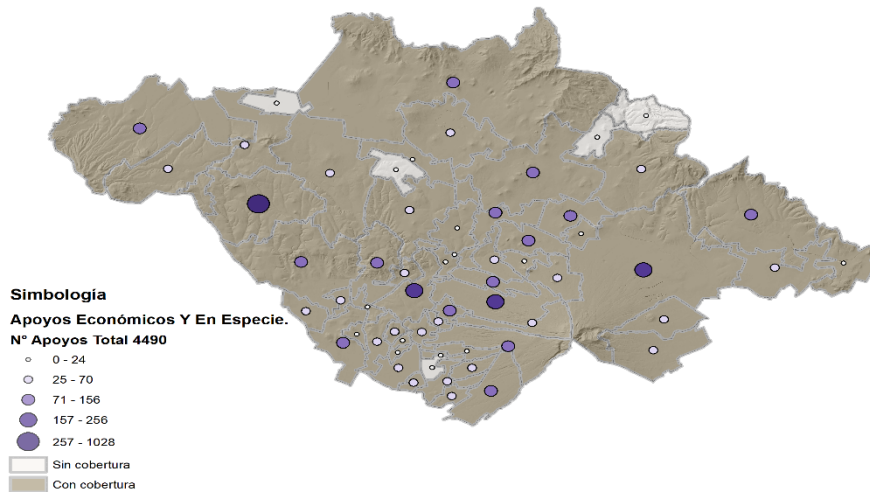 Simbología
Apoyos Económicos Y En Especie.
N° Apoyos Total 4490
0 - 24
25 - 70
71 - 156
157 - 256
257 - 1028
Sin cobertura
Con cobertura